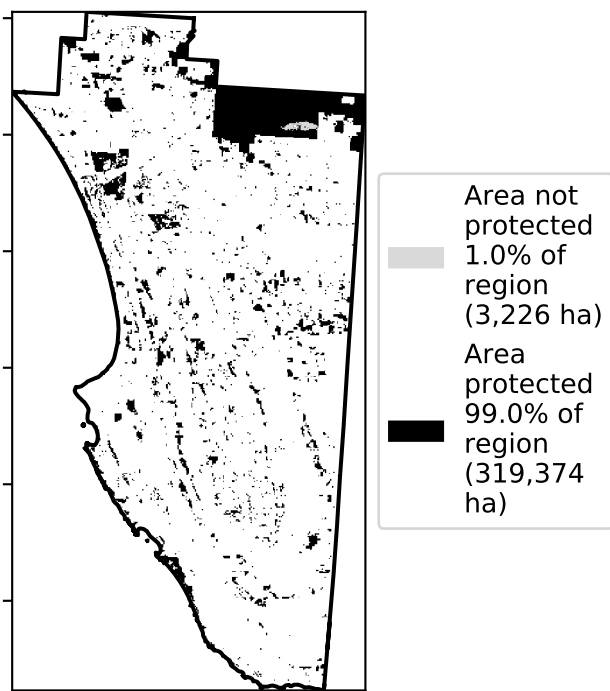 Area not
protected
1.0% of
region
(3,226 ha)
Area
protected
99.0% of
region
(319,374
ha)